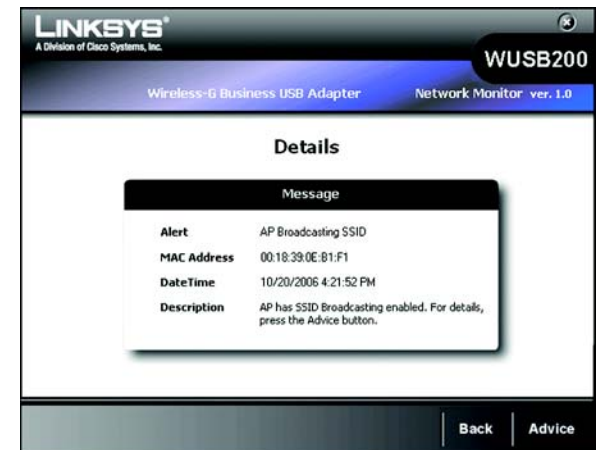 LINKSYS®
A Division of Cisco Systems, Inc.
WUSB200
Wireless-G Business USB Adapter Network Monitor ver. 1.0
Details
Message
Alert AP Broadcasting SSID
MAC Address 00:18:39:0E:B1:F1
DateTime 10/20/2006 4:21:52 PM
Description AP has SSID Broadcasting enabled. For details,
press the Advice button.
Back Advice